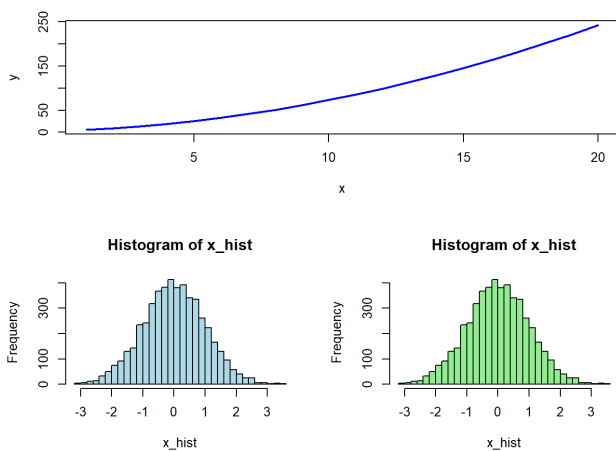 250
150
50
0
y
5 10 15 20
x
Histogram of x_hist
300
100
0
Frequency
-3 -2 -1 0 1 2 3
x_hist
Histogram of x_hist
300
100
0
Frequency
-3 -2 -1 0 1 2 3
x_hist